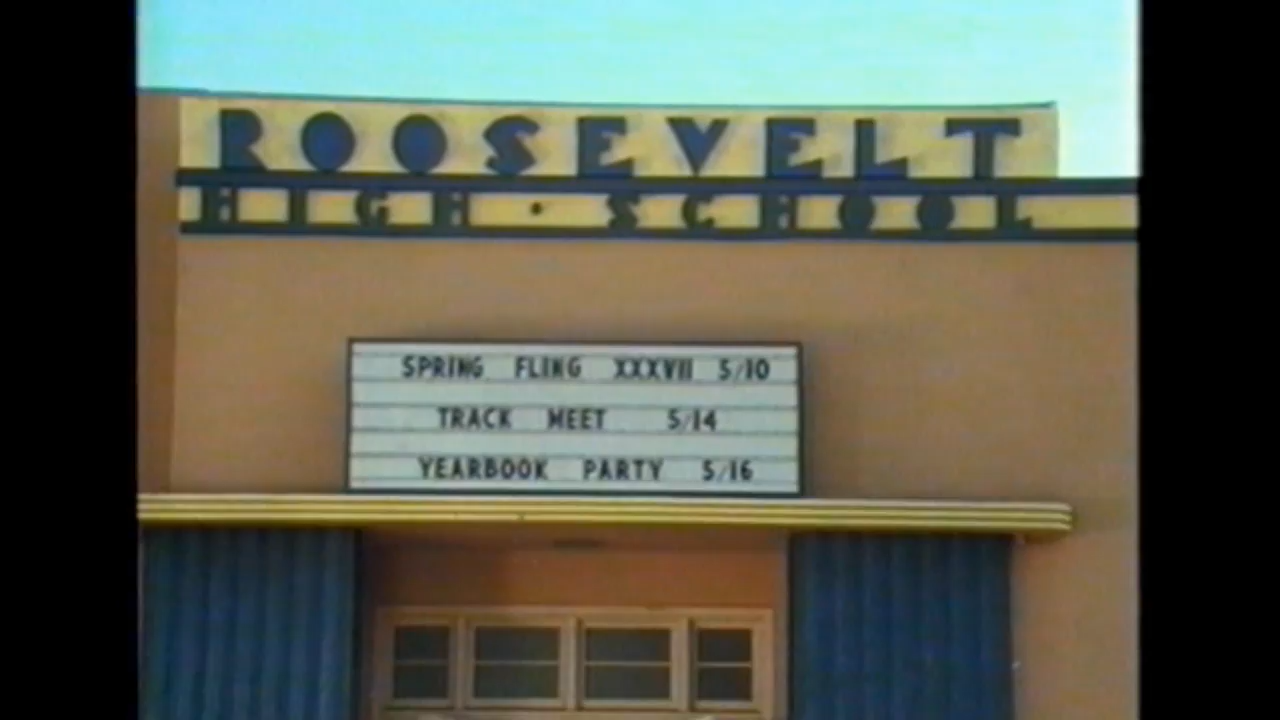 ROOSEVELT
HIGH • SCHOOL
SPRING FLING XXXVII 5/10
TRACK MEET 5/14
YEARBOOK PARTY 5/16